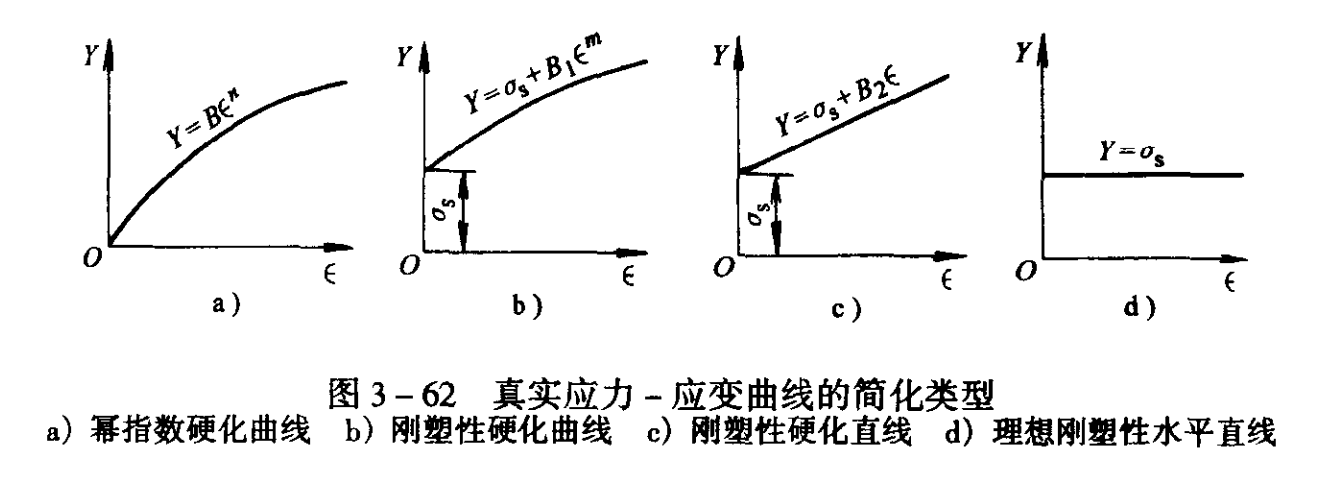 Y Y=Bϵⁿ O ϵ a）
Y Y=σₛ+B₁ϵᵐ σₛ O ϵ b）
Y Y=σₛ+B₂ϵ σₛ O ϵ c）
Y Y=σₛ O ϵ d）
图 3－62 真实应力－应变曲线的简化类型
a）幂指数硬化曲线 b）刚塑性硬化曲线 c）刚塑性硬化直线 d）理想刚塑性水平直线